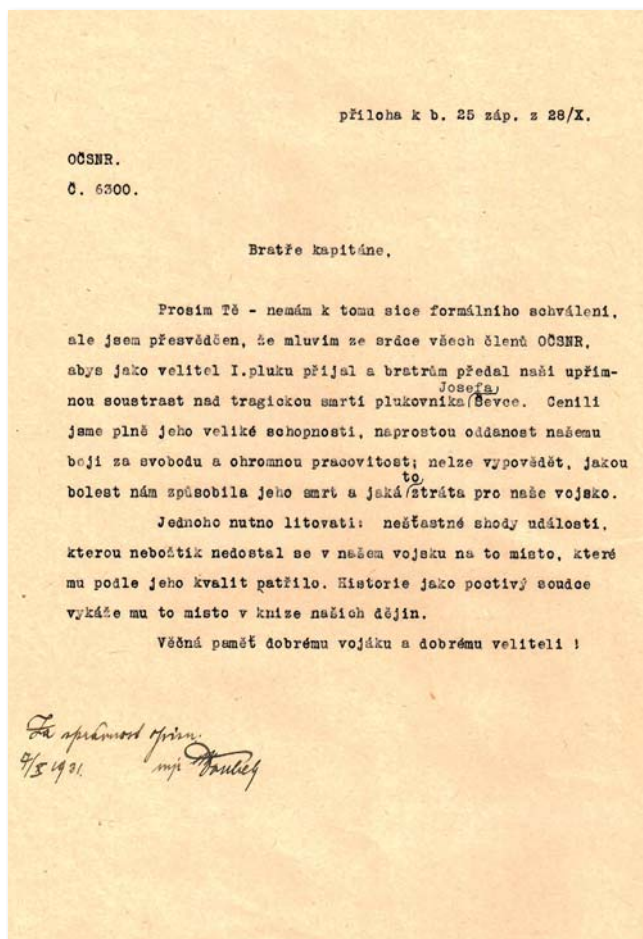 příloha k b. 25 záp. z 28/X.
OČSNR.
Č. 6300.
Bratře kapitáne,
Prosím Tě - nemám k tomu sice formálního schválení,
ale jsem přesvědčen, že mluvím ze srdce všech členů OČSNR,
abys jako velitel I.pluku přijal a bratrům předal naši upřím-
nou soustrast nad tragickou smrtí plukovníka Josefa Ševce. Cenili
jsme plně jeho veliké schopnosti, naprostou oddanost našemu
boji za svobodu a ohromnou pracovitost; nelze vypovědět, jakou
bolest nám způsobila jeho smrt a jaká to ztráta pro naše vojsko.
Jednoho nutno litovati: nešťastné shody událostí,
kterou neboštík nedostal se v našem vojsku na to místo, které
mu podle jeho kvalit patřilo. Historie jako poctivý soudce
vykáže mu to místo v knize našich dějin.
Věčná paměť dobrému vojáku a dobrému veliteli !
Za správnost opisu.
1931. mjr Doubek